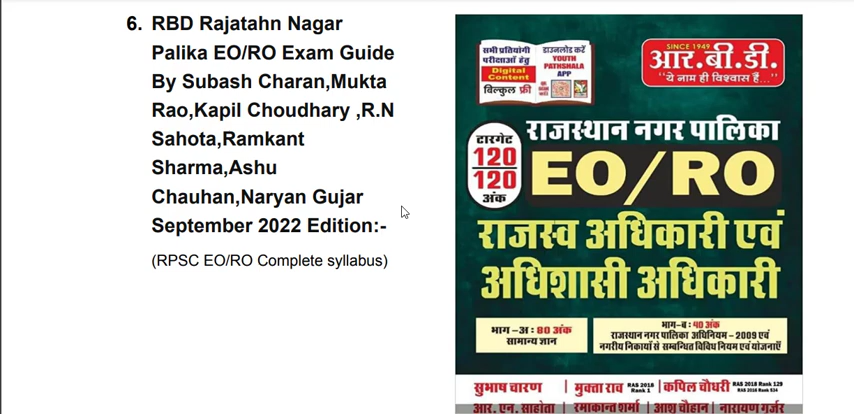 6. RBD Rajatahn Nagar
Palika EO/RO Exam Guide
By Subash Charan,Mukta
Rao,Kapil Choudhary ,R.N
Sahota,Ramkant
Sharma,Ashu
Chauhan,Naryan Gujar
September 2022 Edition:-
(RPSC EO/RO Complete syllabus)
सभी प्रतियोगी
परीक्षाओं हेतु
Digital
Content
बिल्कुल फ्री
डाउनलोड करें
YOUTH
PATHSHALA
APP
SINCE 1949
आर.बी.डी.
"ये नाम ही विश्वास हैं..."
टारगेट
120
120
अंक
राजस्थान नगर पालिका
EO/RO
राजस्व अधिकारी एवं
अधिशासी अधिकारी
भाग-अ : 80 अंक
सामान्य ज्ञान
भाग-ब : 40 अंक
राजस्थान नगर पालिका अधिनियम - 2009 एवं
नगरीय निकायों से सम्बन्धित विविध नियम एवं योजनाएँ
सुभाष चारण | मुक्ता राव RAS 2018 Rank 1 | कपिल चौधरी RAS 2018 Rank 129 RAS 2016 Rank 534
आर. एन. साहोता | रमाकान्त शर्मा | आशु चौहान | नारायण गुर्जर